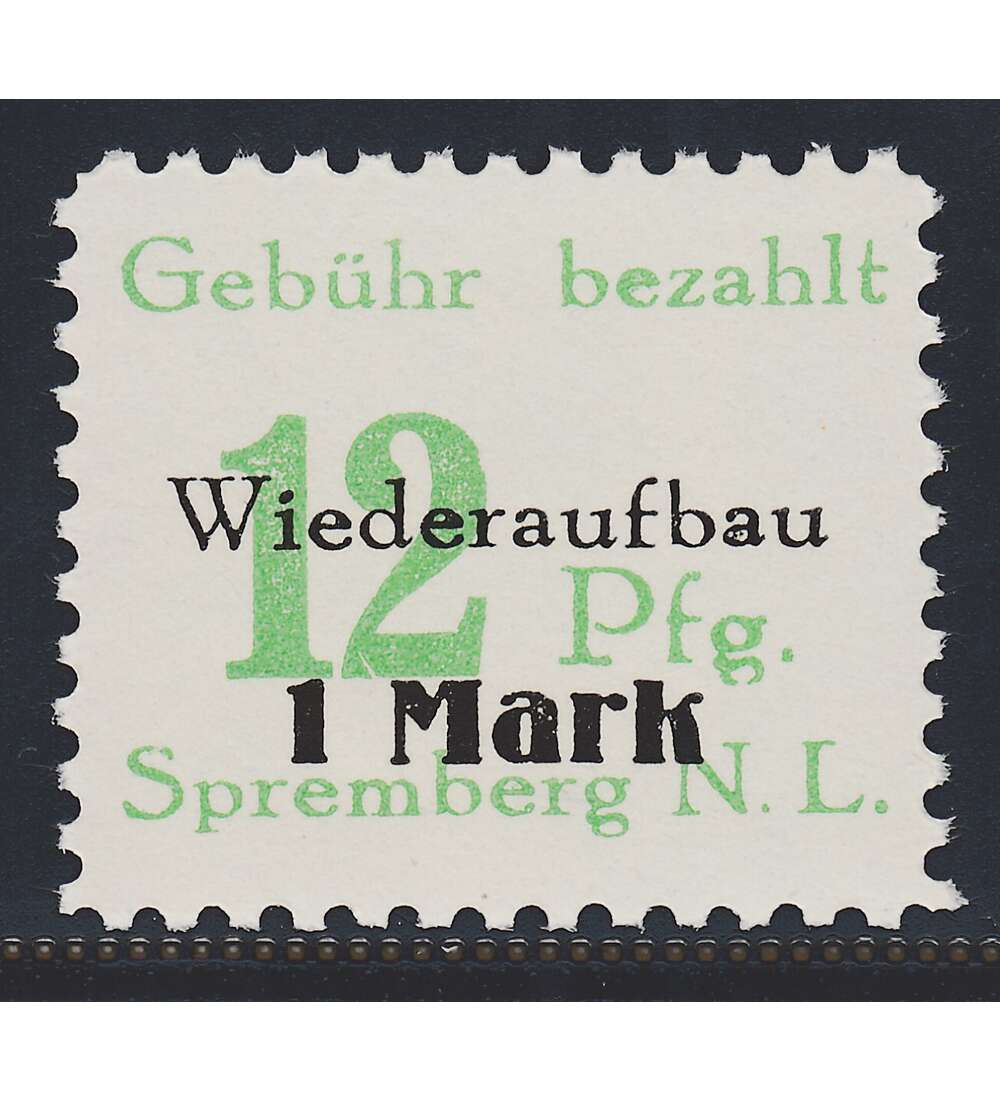 Gebühr bezahlt
12
Wiederaufbau
Pfg.
1 Mark
Spremberg N. L.